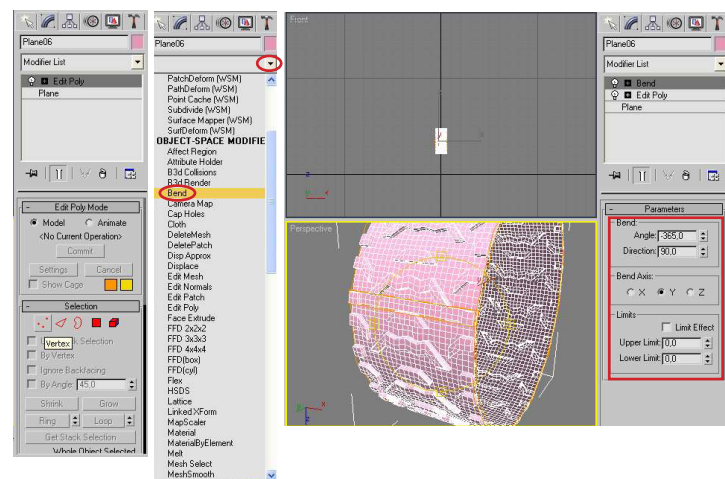 Plane06
Modifier List
Edit Poly
Plane
Edit Poly Mode
Model
Animate
<No Current Operation>
Commit
Settings
Cancel
Show Cage
Selection
Selection
Vertex
By Vertex
Ignore Backfacing
By Angle: 45,0
Shrink
Grow
Ring
Loop
Get Stack Selection
Whole Object Selected
Plane06
PatchDeform (WSM)
PathDeform (WSM)
Point Cache (WSM)
Subdivide (WSM)
Surface Mapper (WSM)
SurfDeform (WSM)
OBJECT-SPACE MODIFIE
Affect Region
Attribute Holder
B3d Collisions
B3d Render
Bend
Camera Map
Cap Holes
Cloth
DeleteMesh
DeletePatch
Disp Approx
Displace
Edit Mesh
Edit Normals
Edit Patch
Edit Poly
Face Extrude
FFD 2x2x2
FFD 3x3x3
FFD 4x4x4
FFD(box)
FFD(cyl)
Flex
HSDS
Lattice
Linked XForm
MapScaler
Material
MaterialByElement
Melt
Mesh Select
MeshSmooth
Front
z
x
Perspective
x
z
Plane06
Modifier List
Bend
Edit Poly
Plane
Parameters
Bend:
Angle: -365,0
Direction: 90,0
Bend Axis:
X Y Z
Limits
Limit Effect
Upper Limit: 0,0
Lower Limit: 0,0